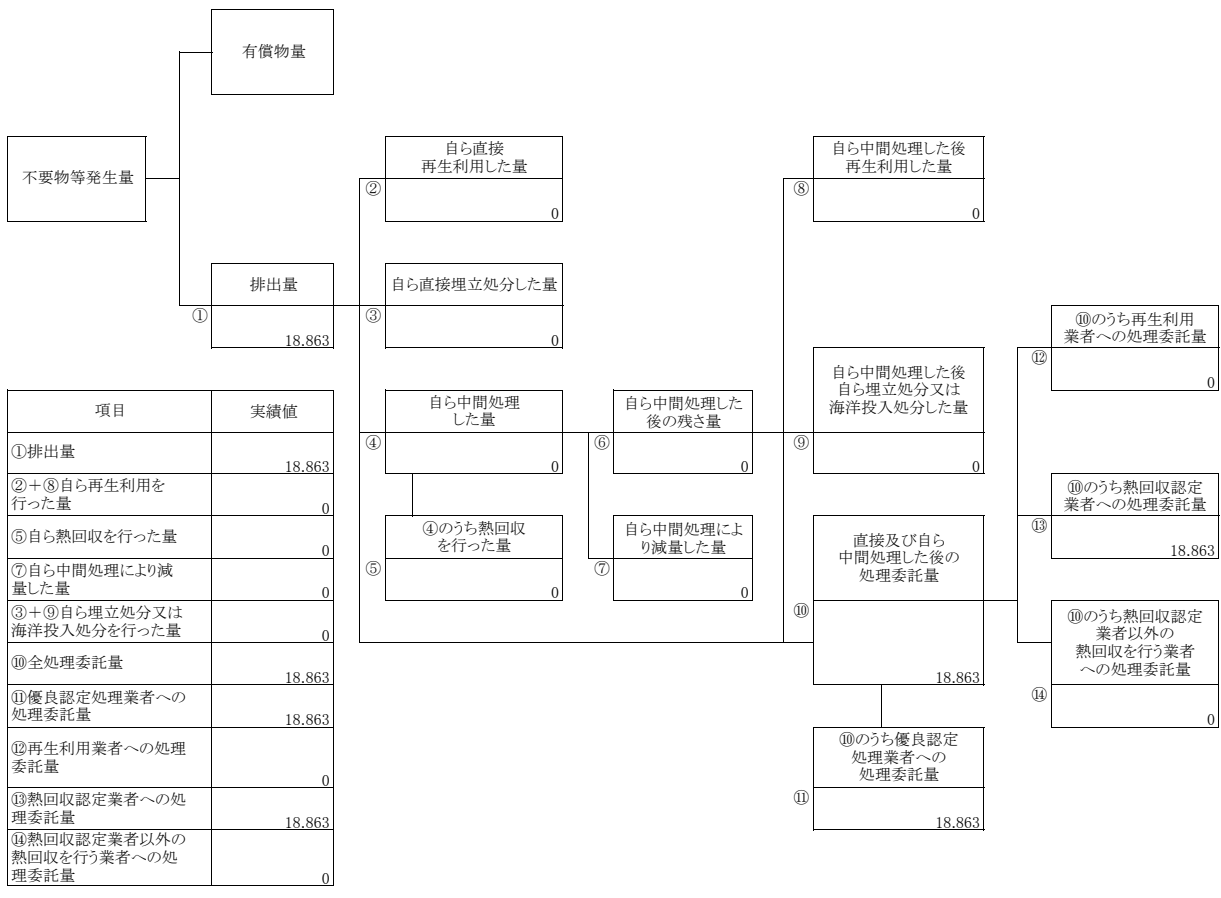 有償物量
不要物等発生量
排出量
①
18.863
自ら直接
再生利用した量
②
0
自ら直接埋立処分した量
③
0
自ら中間処理
した量
④
0
④のうち熱回収
を行った量
⑤
0
自ら中間処理した
後の残さ量
⑥
0
自ら中間処理によ
り減量した量
⑦
0
自ら中間処理した後
再生利用した量
⑧
0
自ら中間処理した後
自ら埋立処分又は
海洋投入処分した量
⑨
0
直接及び自ら
中間処理した後の
処理委託量
⑩
18.863
⑩のうち優良認定
処理業者への
処理委託量
⑪
18.863
⑩のうち再生利用
業者への処理委託量
⑫
0
⑩のうち熱回収認定
業者への処理委託量
⑬
18.863
⑩のうち熱回収認定
業者以外の
熱回収を行う業者
への処理委託量
⑭
0
項目 実績値
①排出量
18.863
②＋⑧自ら再生利用を
行った量
0
⑤自ら熱回収を行った量
0
⑦自ら中間処理により減
量した量
0
③＋⑨自ら埋立処分又は
海洋投入処分を行った量
0
⑩全処理委託量
18.863
⑪優良認定処理業者への
処理委託量
18.863
⑫再生利用業者への処理
委託量
0
⑬熱回収認定業者への処
理委託量
18.863
⑭熱回収認定業者以外の
熱回収を行う業者への処
理委託量
0